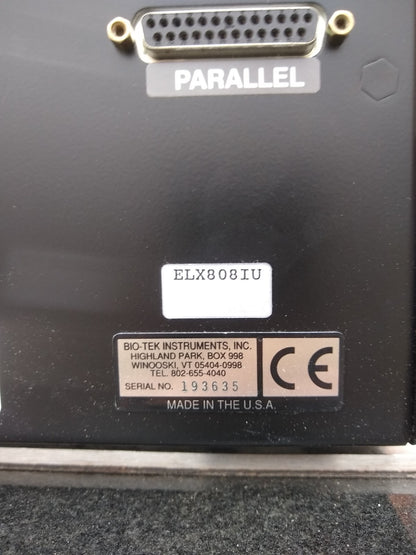 PARALLEL
ELX808IU
BIO-TEK INSTRUMENTS, INC.
HIGHLAND PARK, BOX 998
WINOOSKI, VT 05404-0998
TEL. 802-655-4040
SERIAL NO. 193635
CE
MADE IN THE U.S.A.